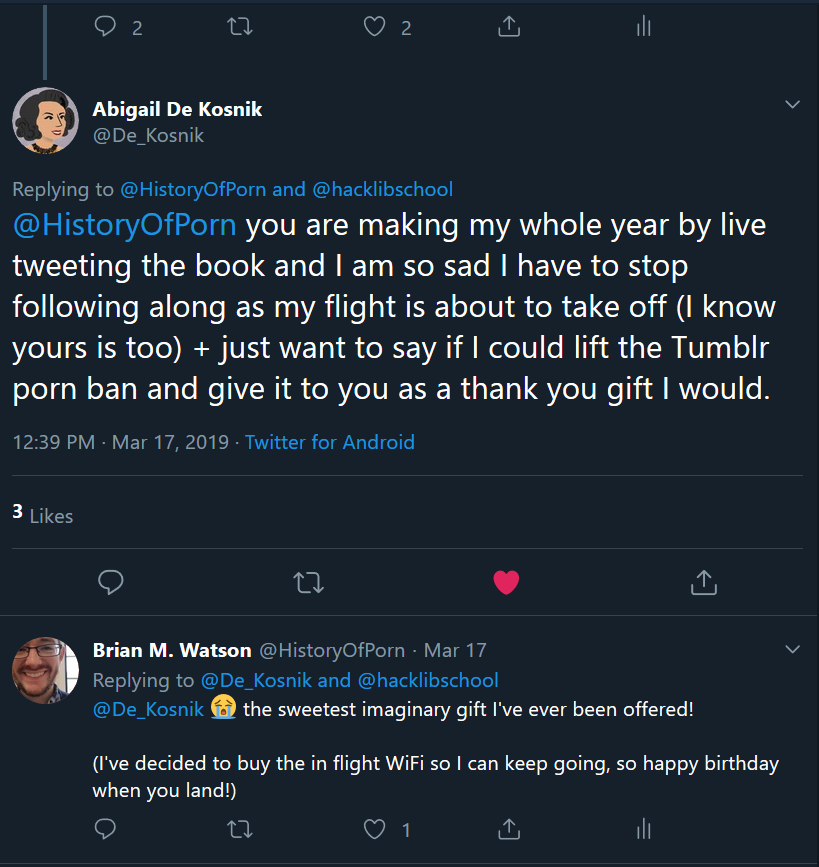 2 2
Abigail De Kosnik
@De_Kosnik
Replying to @HistoryOfPorn and @hacklibschool
@HistoryOfPorn you are making my whole year by live
tweeting the book and I am so sad I have to stop
following along as my flight is about to take off (I know
yours is too) + just want to say if I could lift the Tumblr
porn ban and give it to you as a thank you gift I would.
12:39 PM · Mar 17, 2019 · Twitter for Android
3 Likes
Brian M. Watson @HistoryOfPorn · Mar 17
Replying to @De_Kosnik and @hacklibschool
@De_Kosnik 😭 the sweetest imaginary gift I've ever been offered!
(I've decided to buy the in flight WiFi so I can keep going, so happy birthday
when you land!)
1